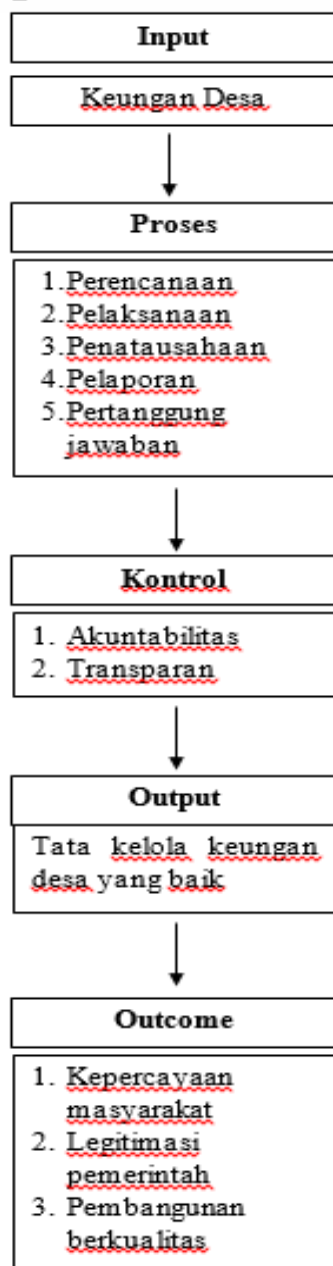 Input
Keungan Desa
Proses
1.Perencanaan
2.Pelaksanaan
3.Penatausahaan
4.Pelaporan
5.Pertanggung
jawaban
Kontrol
1. Akuntabilitas
2. Transparan
Output
Tata kelola keungan
desa yang baik
Outcome
1. Kepercayaan
masyarakat
2. Legitimasi
pemerintah
3. Pembangunan
berkualitas